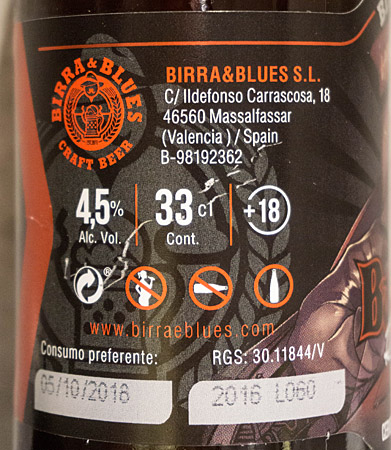 BIRRA&BLUES
CRAFT BEER
BIRRA&BLUES S.L.
C/ Ildefonso Carrascosa, 18
46560 Massalfassar
(Valencia) / Spain
B-98192362
4,5%
Alc. Vol.
33 cl
Cont.
+18
®
www.birraeblues.com
Consumo preferente:
RGS: 30.11844/V
05/10/2018
2016 L060